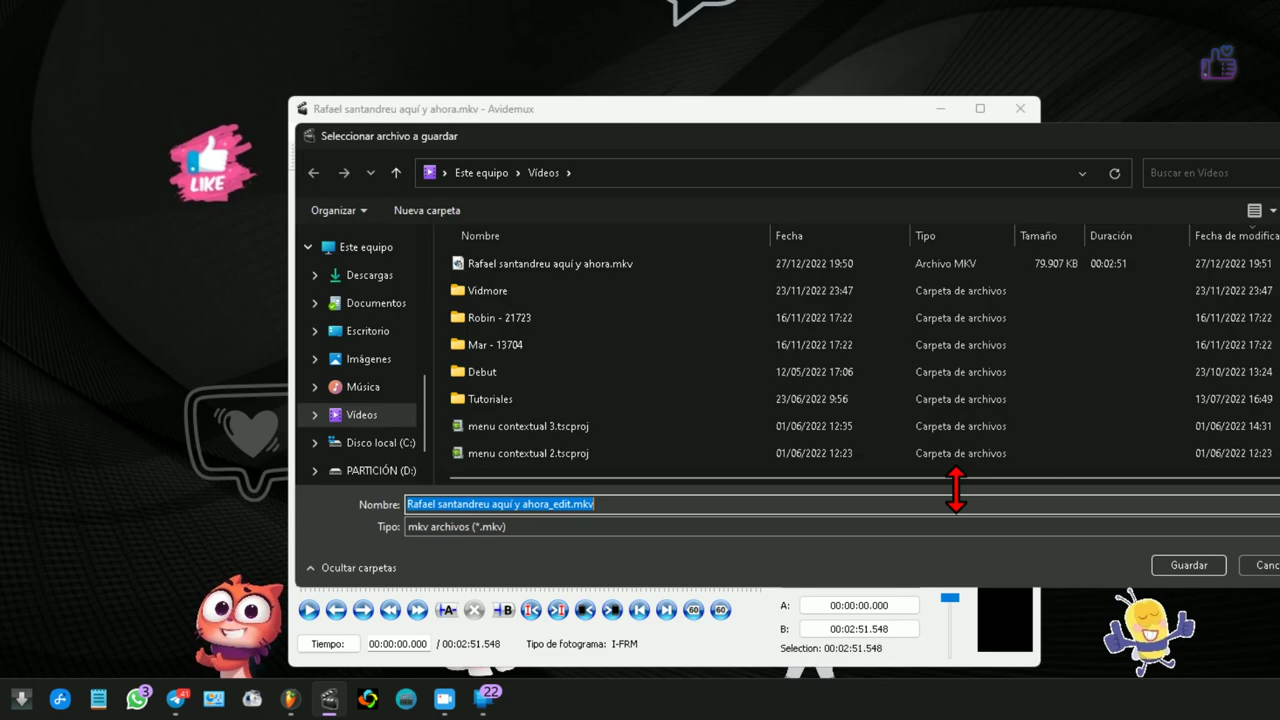 LIKE
Rafael santandreu aquí y ahora.mkv - Avidemux
Seleccionar archivo a guardar
Este equipo > Vídeos >
Buscar en Vídeos
Organizar
Nueva carpeta
Nombre Fecha Tipo Tamaño Duración Fecha de modifica
Este equipo
Descargas
Documentos
Escritorio
Imágenes
Música
Vídeos
Disco local (C:)
PARTICIÓN (D:)
Rafael santandreu aquí y ahora.mkv 27/12/2022 19:50 Archivo MKV 79.907 KB 00:02:51 27/12/2022 19:51
Vidmore 23/11/2022 23:47 Carpeta de archivos 23/11/2022 23:47
Robin - 21723 16/11/2022 17:22 Carpeta de archivos 16/11/2022 17:22
Mar - 13704 16/11/2022 17:22 Carpeta de archivos 16/11/2022 17:22
Debut 12/05/2022 17:06 Carpeta de archivos 23/10/2022 13:24
Tutoriales 23/06/2022 9:56 Carpeta de archivos 13/07/2022 16:49
menu contextual 3.tscproj 01/06/2022 12:35 Carpeta de archivos 01/06/2022 14:31
menu contextual 2.tscproj 01/06/2022 12:23 Carpeta de archivos 01/06/2022 12:23
Nombre: Rafael santandreu aquí y ahora_edit.mkv
Tipo: mkv archivos (*.mkv)
Ocultar carpetas
Guardar
Canc
A B 60 60
A: 00:00:00.000
B: 00:02:51.548
Tiempo: 00:00:00.000 / 00:02:51.548 Tipo de fotograma: I-FRM
Selection: 00:02:51.548
3 41 22